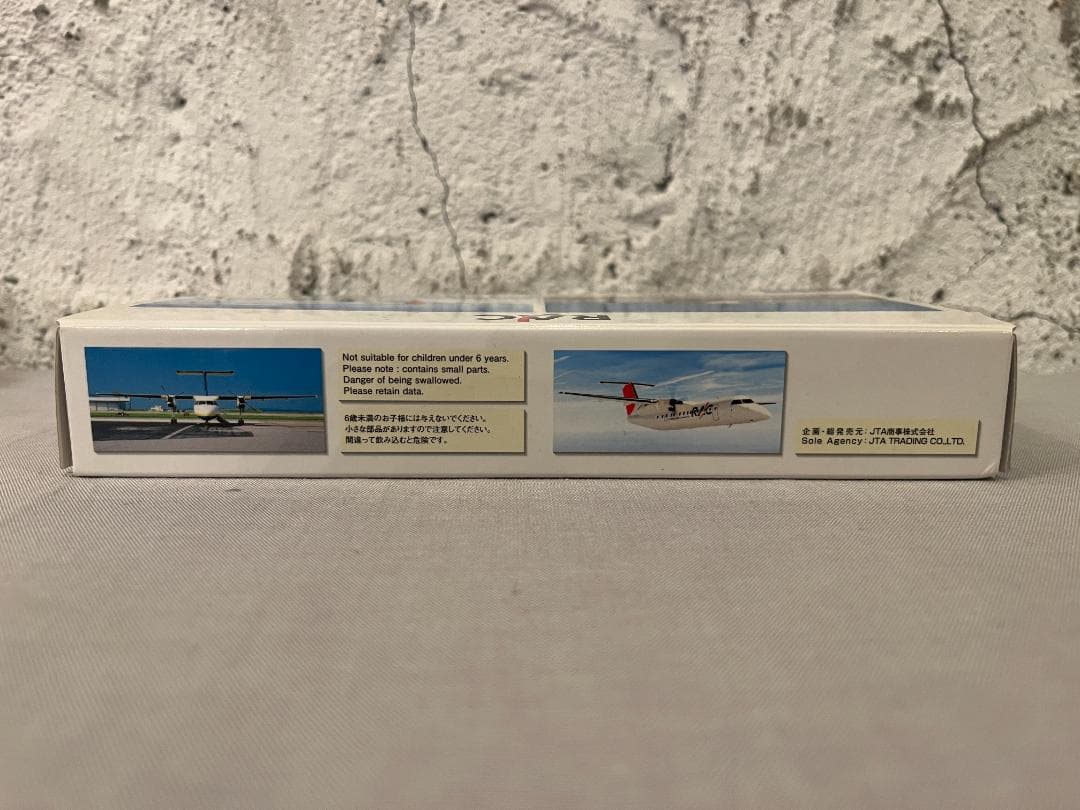 RAC
Not suitable for children under 6 years.
Please note : contains small parts.
Danger of being swallowed.
Please retain data.
6歳未満のお子様には与えないでください。
小さな部品がありますので注意してください。
間違って飲み込むと危険です。
RAC
企画・総発売元：JTA商事株式会社
Sole Agency：JTA TRADING CO.,LTD.